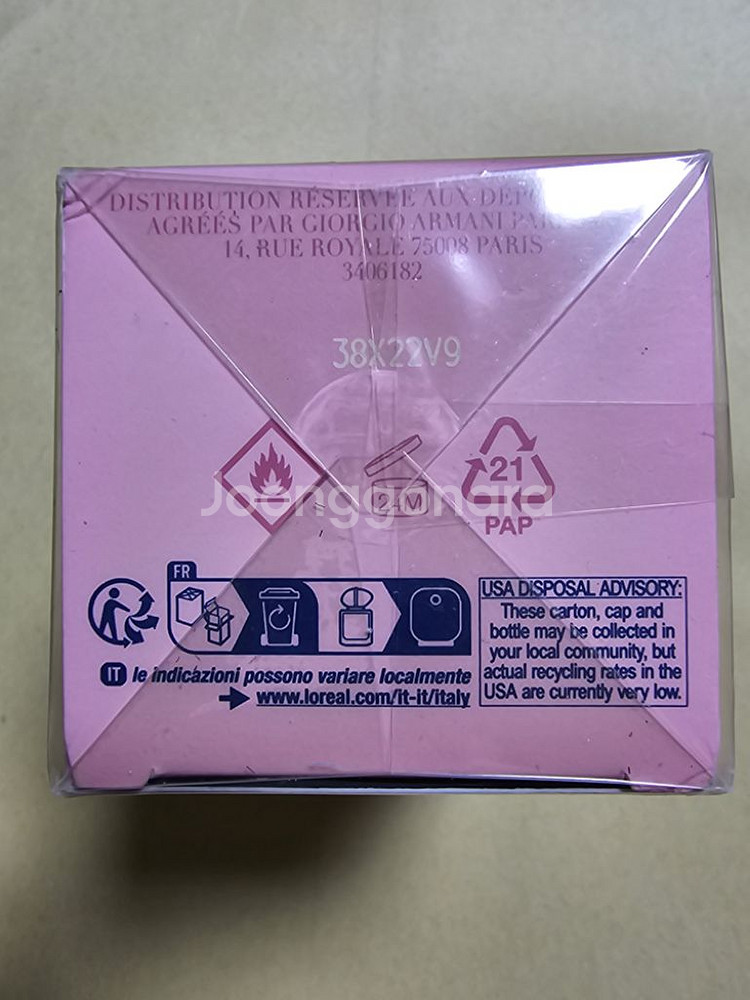 DISTRIBUTION RÉSERVÉE AUX
AGRÉÉS PAR GIORGIO ARMANI
14, RUE ROYALE 75008 PARIS
3406182
38X22V9
Joonggonara
24M
21
PAP
FR
USA DISPOSAL ADVISORY:
These carton, cap and
bottle may be collected in
your local community, but
actual recycling rates in the
USA are currently very low.
IT le indicazioni possono variare localmente
www.loreal.com/it-it/italy